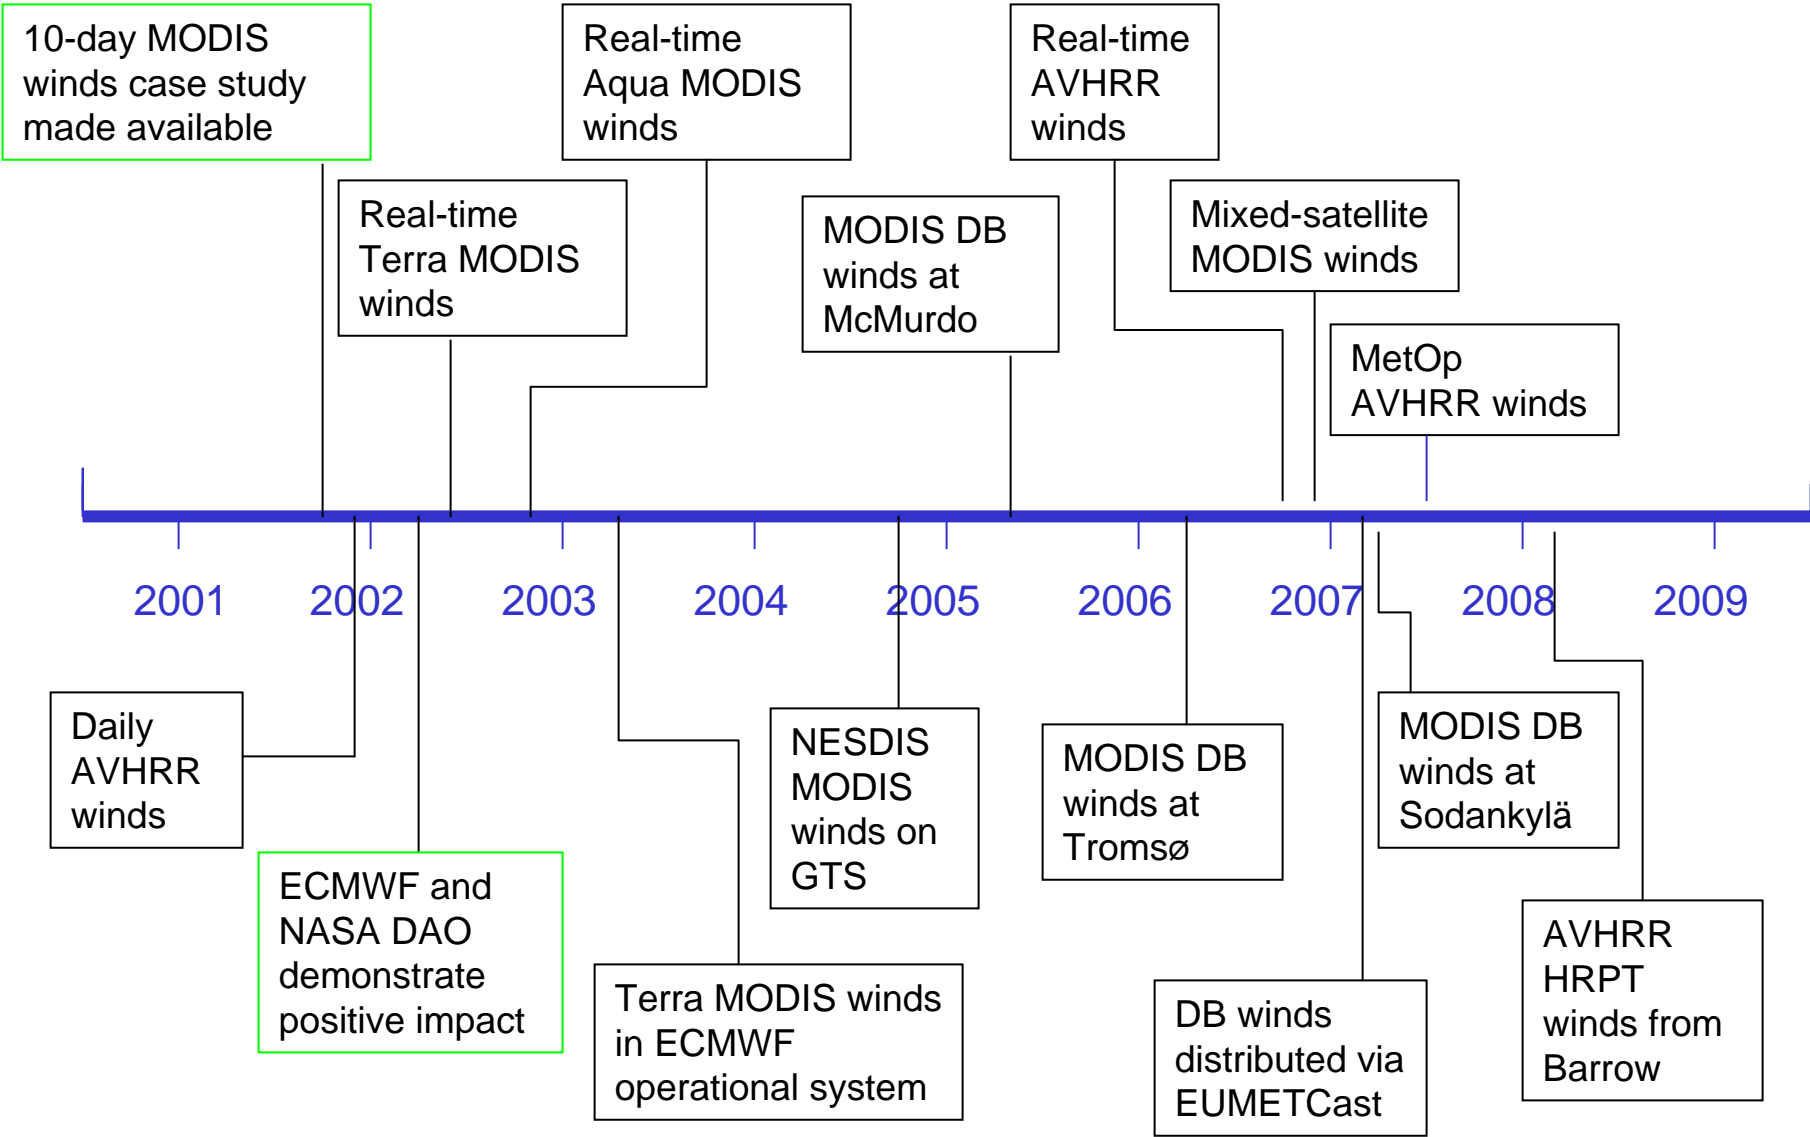 10-day MODIS
winds case study
made available
Real-time
Aqua MODIS
winds
Real-time
AVHRR
winds
Real-time
Terra MODIS
winds
MODIS DB
winds at
McMurdo
Mixed-satellite
MODIS winds
MetOp
AVHRR winds
2001
2002
2003
2004
2005
2006
2007
2008
2009
Daily
AVHRR
winds
ECMWF and
NASA DAO
demonstrate
positive impact
Terra MODIS winds
in ECMWF
operational system
NESDIS
MODIS
winds on
GTS
MODIS DB
winds at
Tromsø
DB winds
distributed via
EUMETCast
MODIS DB
winds at
Sodankylä
AVHRR
HRPT
winds from
Barrow